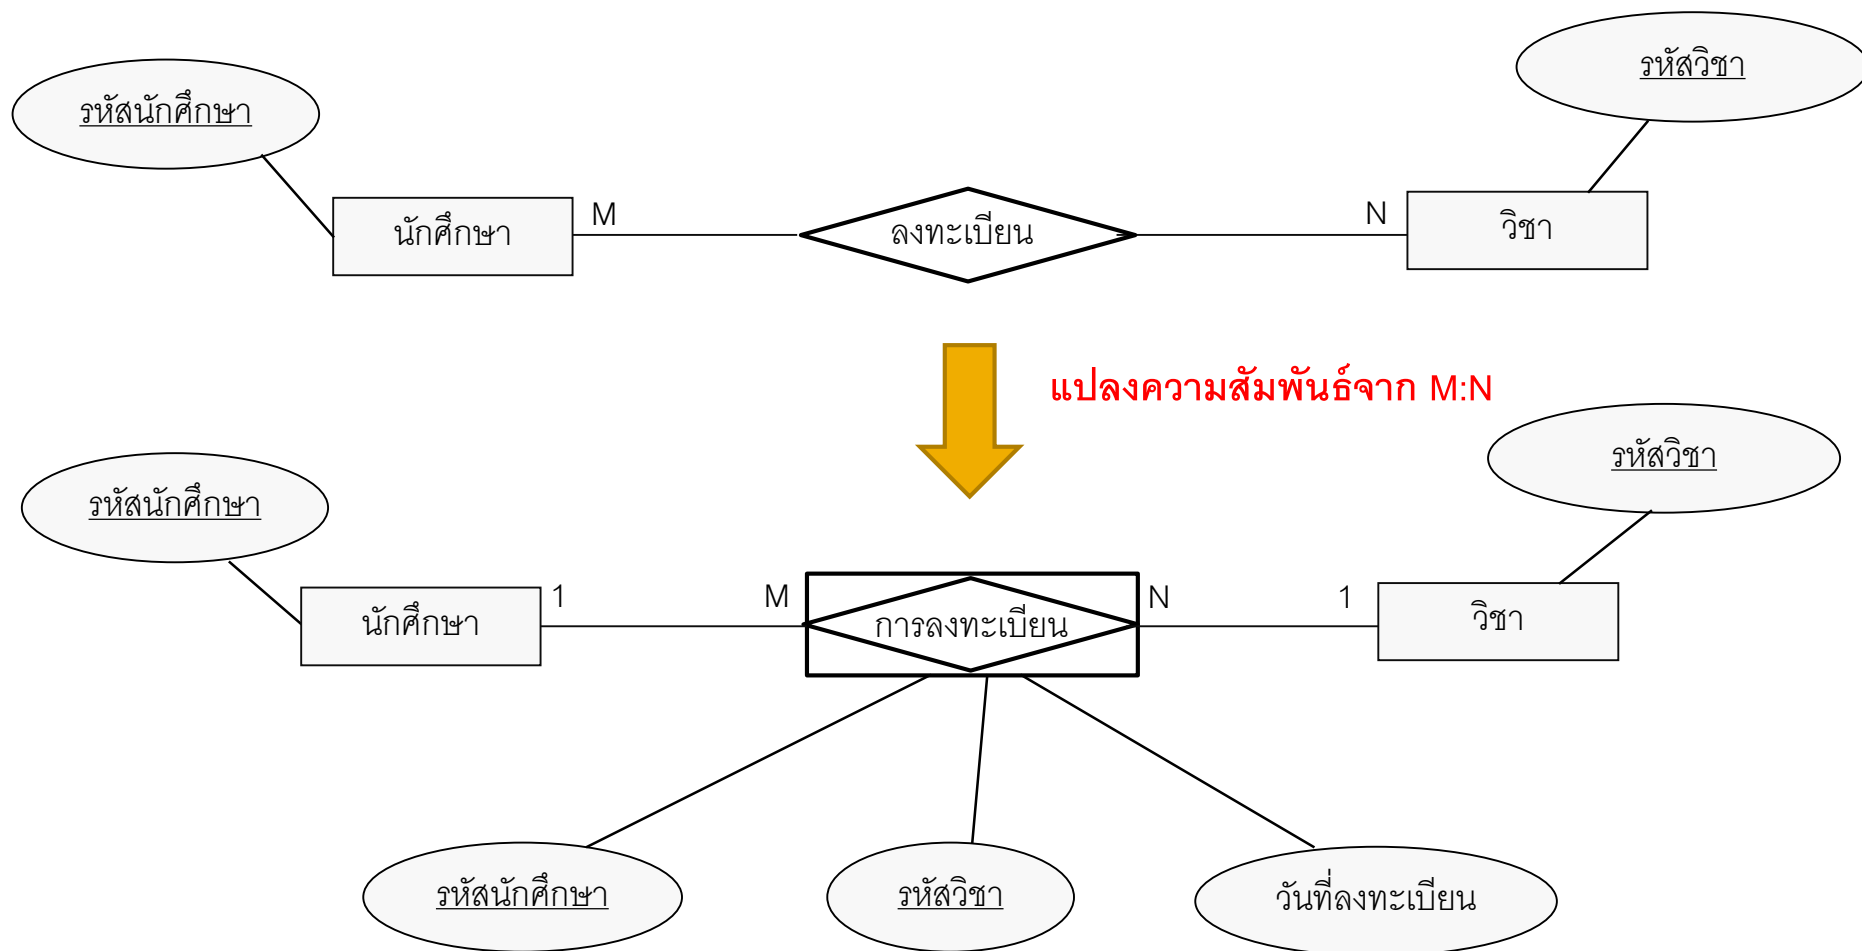 รหัสวิชา
รหัสนักศึกษา
นักศึกษา
M
ลงทะเบียน
N
วิชา
แปลงความสัมพันธ์จาก M:N
รหัสวิชา
รหัสนักศึกษา
นักศึกษา
1
M
การลงทะเบียน
N
1
วิชา
รหัสนักศึกษา
รหัสวิชา
วันที่ลงทะเบียน